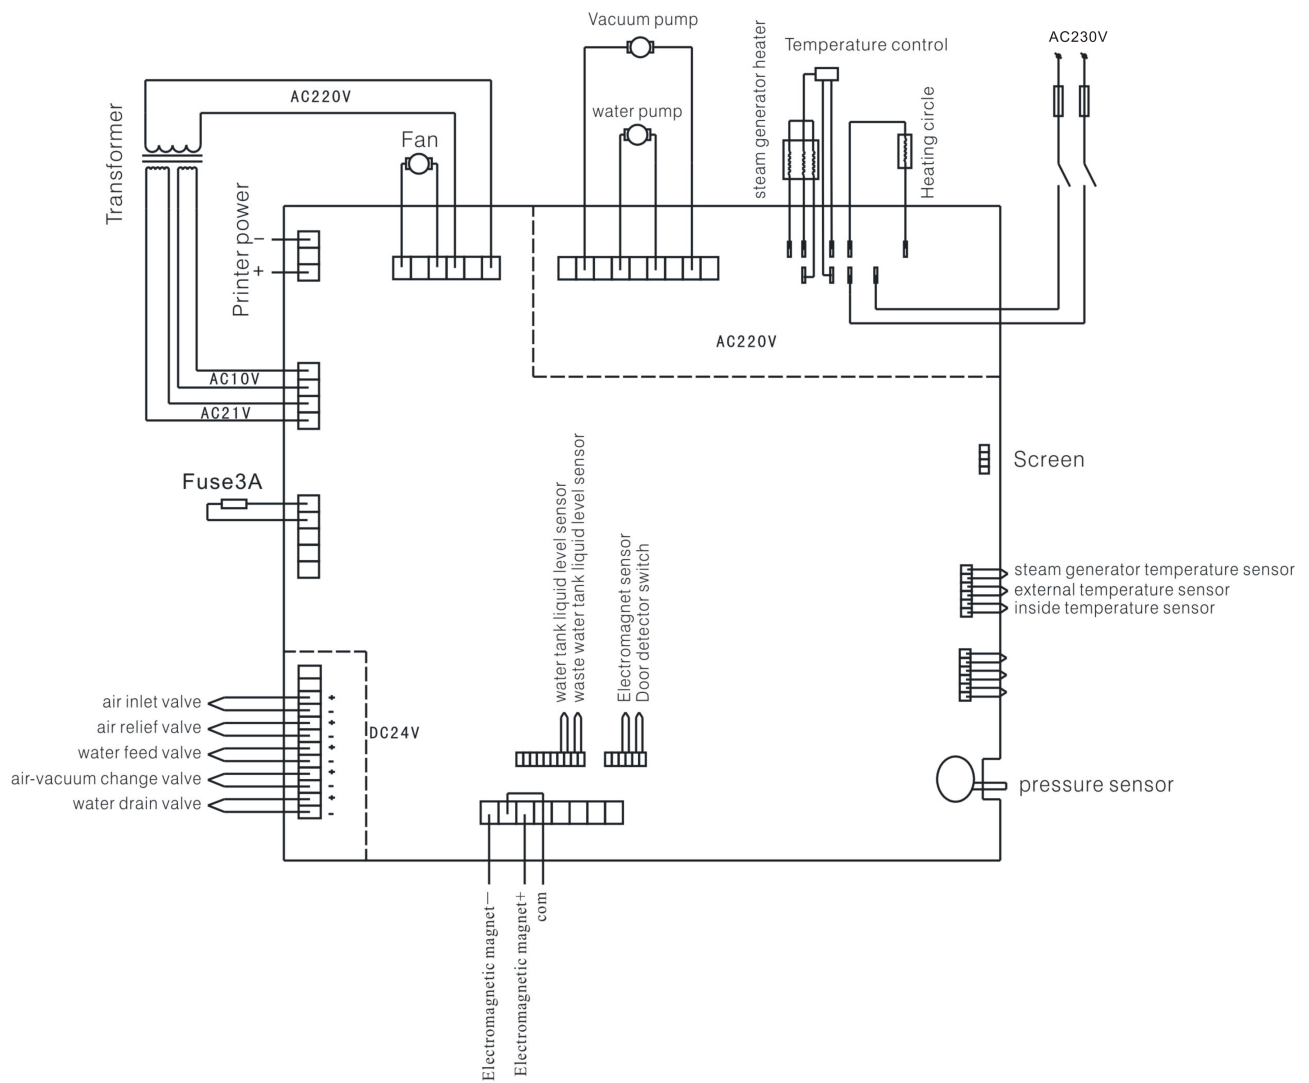 Vacuum pump
Temperature control
AC230V
steam generator heater
AC220V
water pump
Heating circle
Transformer
Fan
Printer power
−
+
AC220V
AC10V
AC21V
Screen
Fuse3A
water tank liquid level sensor
waste water tank liquid level sensor
Electromagnet sensor
Door detector switch
steam generator temperature sensor
external temperature sensor
inside temperature sensor
air inlet valve + -
air relief valve + -
DC24V
water feed valve + -
air-vacuum change valve + -
water drain valve + -
pressure sensor
Electromagnetic magnet−
Electromagnetic magnet+
com